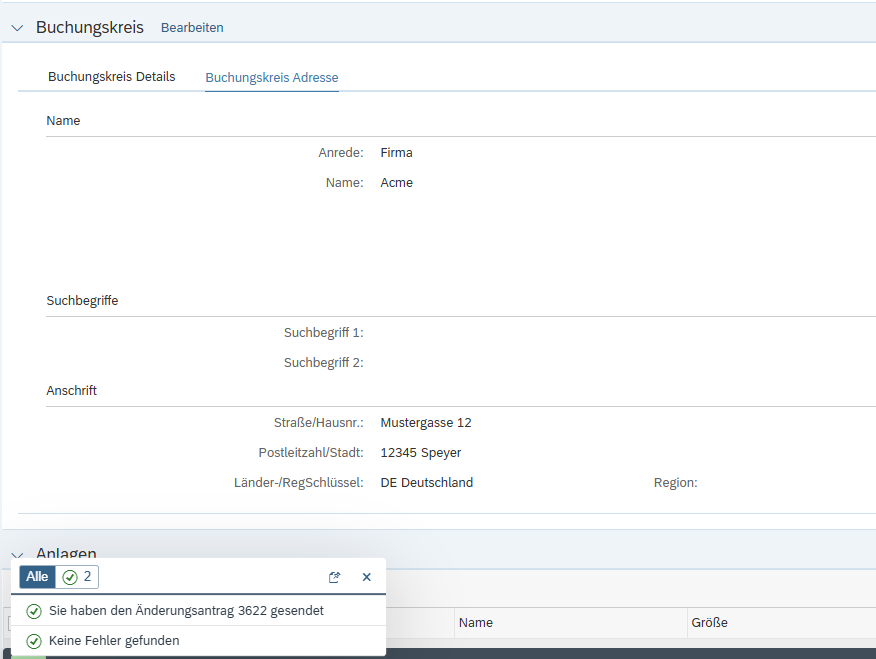 Buchungskreis Bearbeiten
Buchungskreis Details Buchungskreis Adresse
Name
Anrede: Firma
Name: Acme
Suchbegriffe
Suchbegriff 1:
Suchbegriff 2:
Anschrift
Straße/Hausnr.: Mustergasse 12
Postleitzahl/Stadt: 12345 Speyer
Länder-/RegSchlüssel: DE Deutschland Region:
Anlagen
Alle 2
Sie haben den Änderungsantrag 3622 gesendet
Name Größe
Keine Fehler gefunden